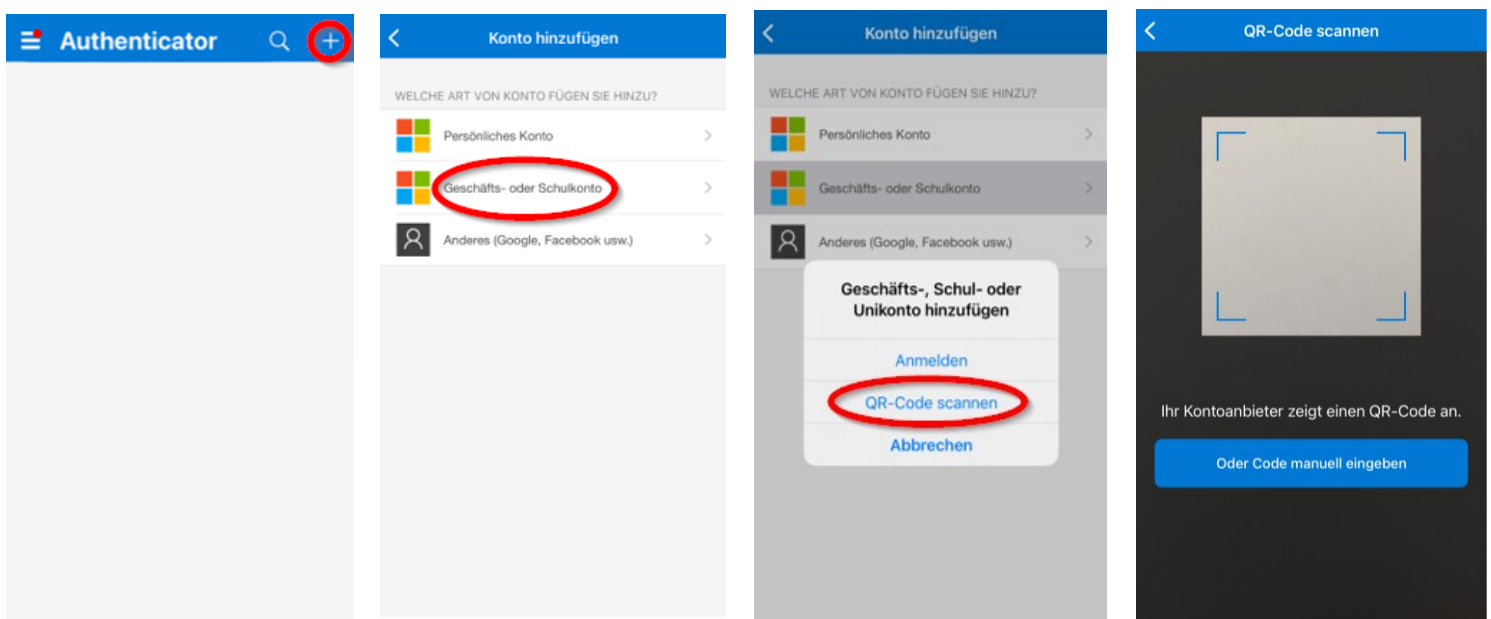 Authenticator
Konto hinzufügen
WELCHE ART VON KONTO FÜGEN SIE HINZU?
Persönliches Konto
Geschäfts- oder Schulkonto
Anderes (Google, Facebook usw.)
Konto hinzufügen
WELCHE ART VON KONTO FÜGEN SIE HINZU?
Persönliches Konto
Geschäfts- oder Schulkonto
Anderes (Google, Facebook usw.)
Geschäfts-, Schul- oder
Unikonto hinzufügen
Anmelden
QR-Code scannen
Abbrechen
QR-Code scannen
Ihr Kontoanbieter zeigt einen QR-Code an.
Oder Code manuell eingeben